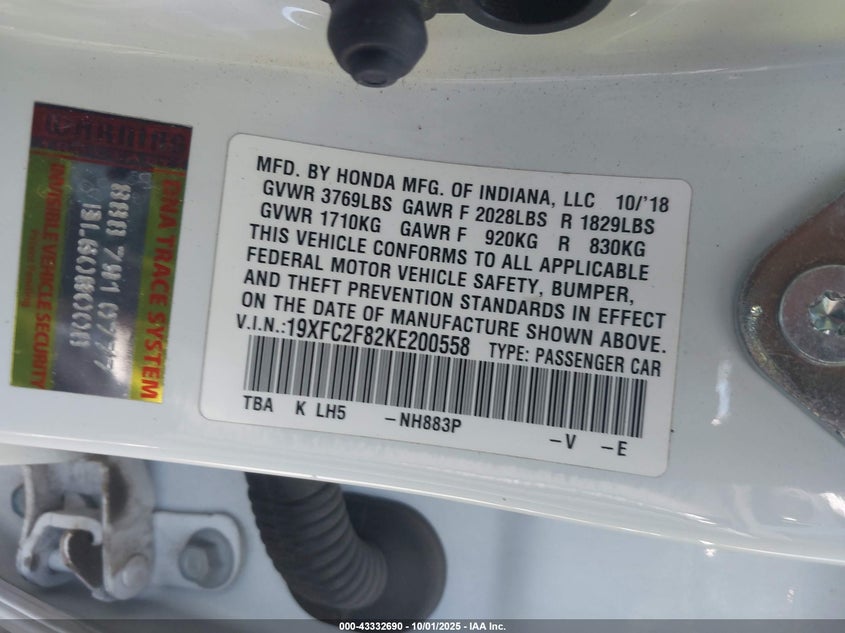 WARNING
DNA TRACE SYSTEM
INVISIBLE VEHICLE SECURITY
Patent Pending
MFD. BY HONDA MFG. OF INDIANA, LLC 10/'18
GVWR 3769LBS GAWR F 2028LBS R 1829LBS
GVWR 1710KG GAWR F 920KG R 830KG
THIS VEHICLE CONFORMS TO ALL APPLICABLE
FEDERAL MOTOR VEHICLE SAFETY, BUMPER,
AND THEFT PREVENTION STANDARDS IN EFFECT
ON THE DATE OF MANUFACTURE SHOWN ABOVE.
V.I.N.:19XFC2F82KE200558 TYPE: PASSENGER CAR
TBA K LH5 -NH883P -V -E
000-43332690 - 10/01/2025 - IAA Inc.